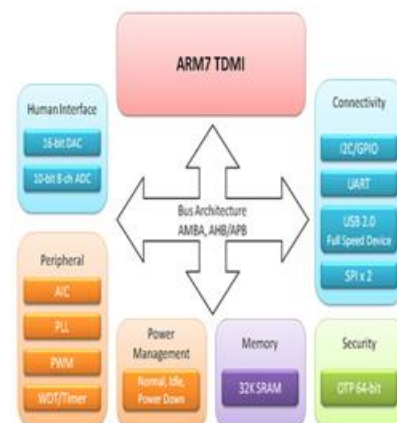 ARM7 TDMI
Human Interface
16-bit DAC
10-bit 8-ch ADC
Connectivity
I2C/GPIO
UART
USB 2.0
Full Speed Device
SPI x 2
Bus Architecture
AMBA, AHB/APB
Peripheral
AIC
PLL
PWM
WDT/Timer
Power
Management
Normal, Idle,
Power Down
Memory
32K SRAM
Security
OTP 64-bit